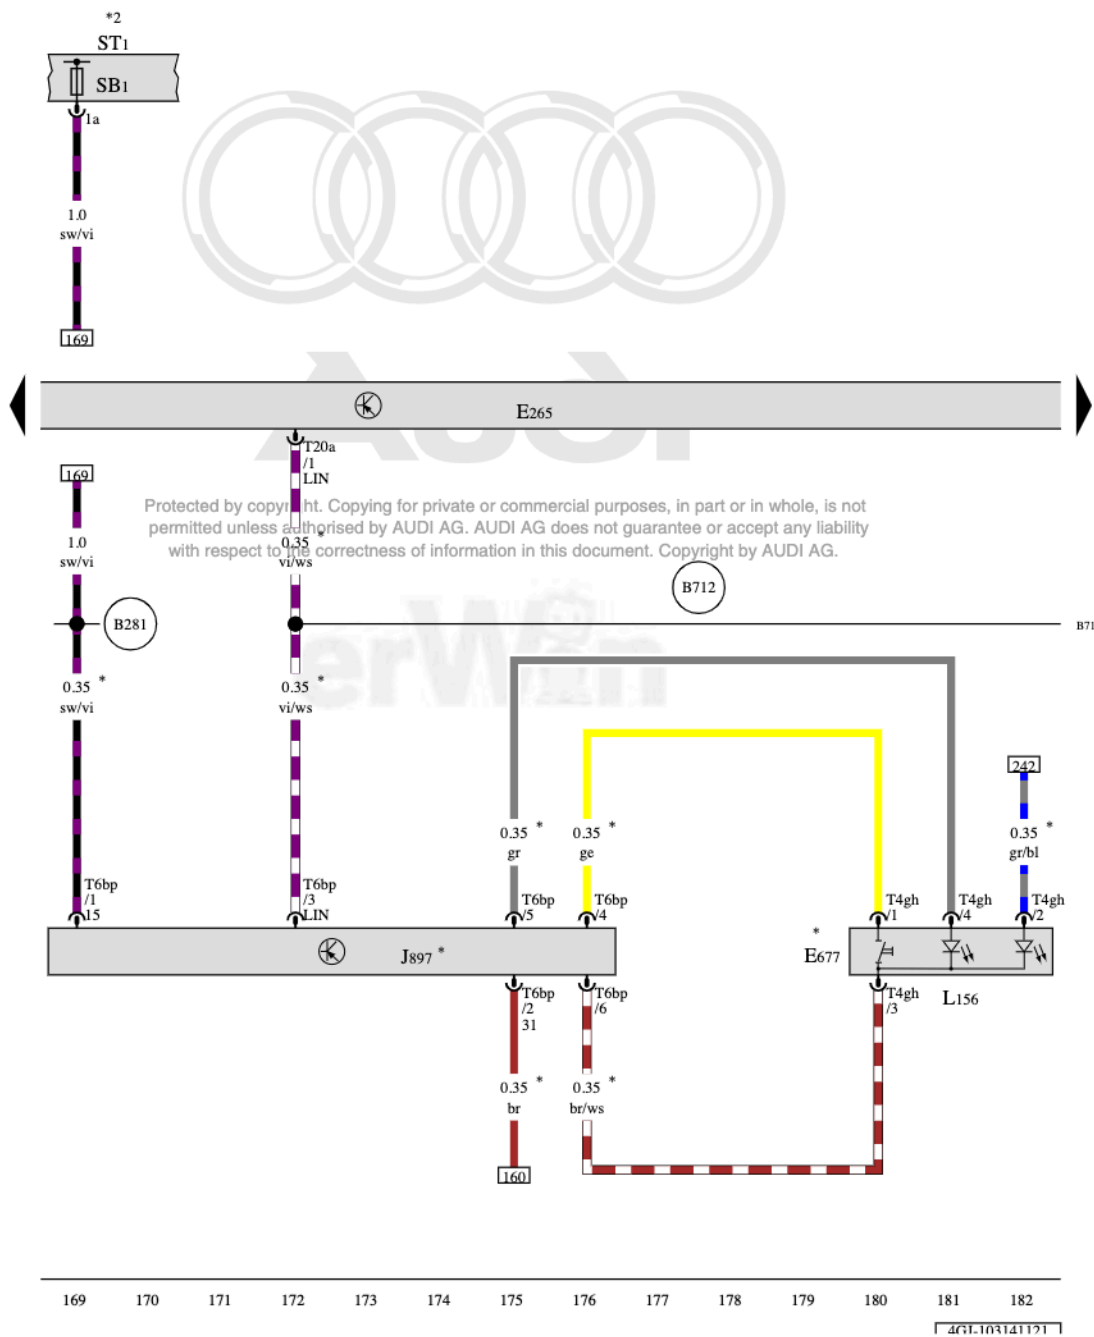 *2
ST1
SB1
1a
1.0
sw/vi
169
Audi
E265
T20a
/1
LIN
169
Protected by copyright. Copying for private or commercial purposes, in part or in whole, is not
permitted unless authorised by AUDI AG. AUDI AG does not guarantee or accept any liability
with respect to the correctness of information in this document. Copyright by AUDI AG.
1.0
sw/vi
0.35 *
vi/ws
B712
B281
B71
erWin
0.35 *
sw/vi
0.35 *
vi/ws
242
0.35 *
gr
0.35 *
ge
0.35 *
gr/bl
T6bp
/1
15
T6bp
/3
LIN
T6bp
/5
T6bp
/4
T4gh
/1
T4gh
/4
T4gh
/2
J897 *
*
E677
L156
T6bp
/2
31
T6bp
/6
T4gh
/3
0.35 *
br
0.35 *
br/ws
160
169 170 171 172 173 174 175 176 177 178 179 180 181 182
4GI-103141121